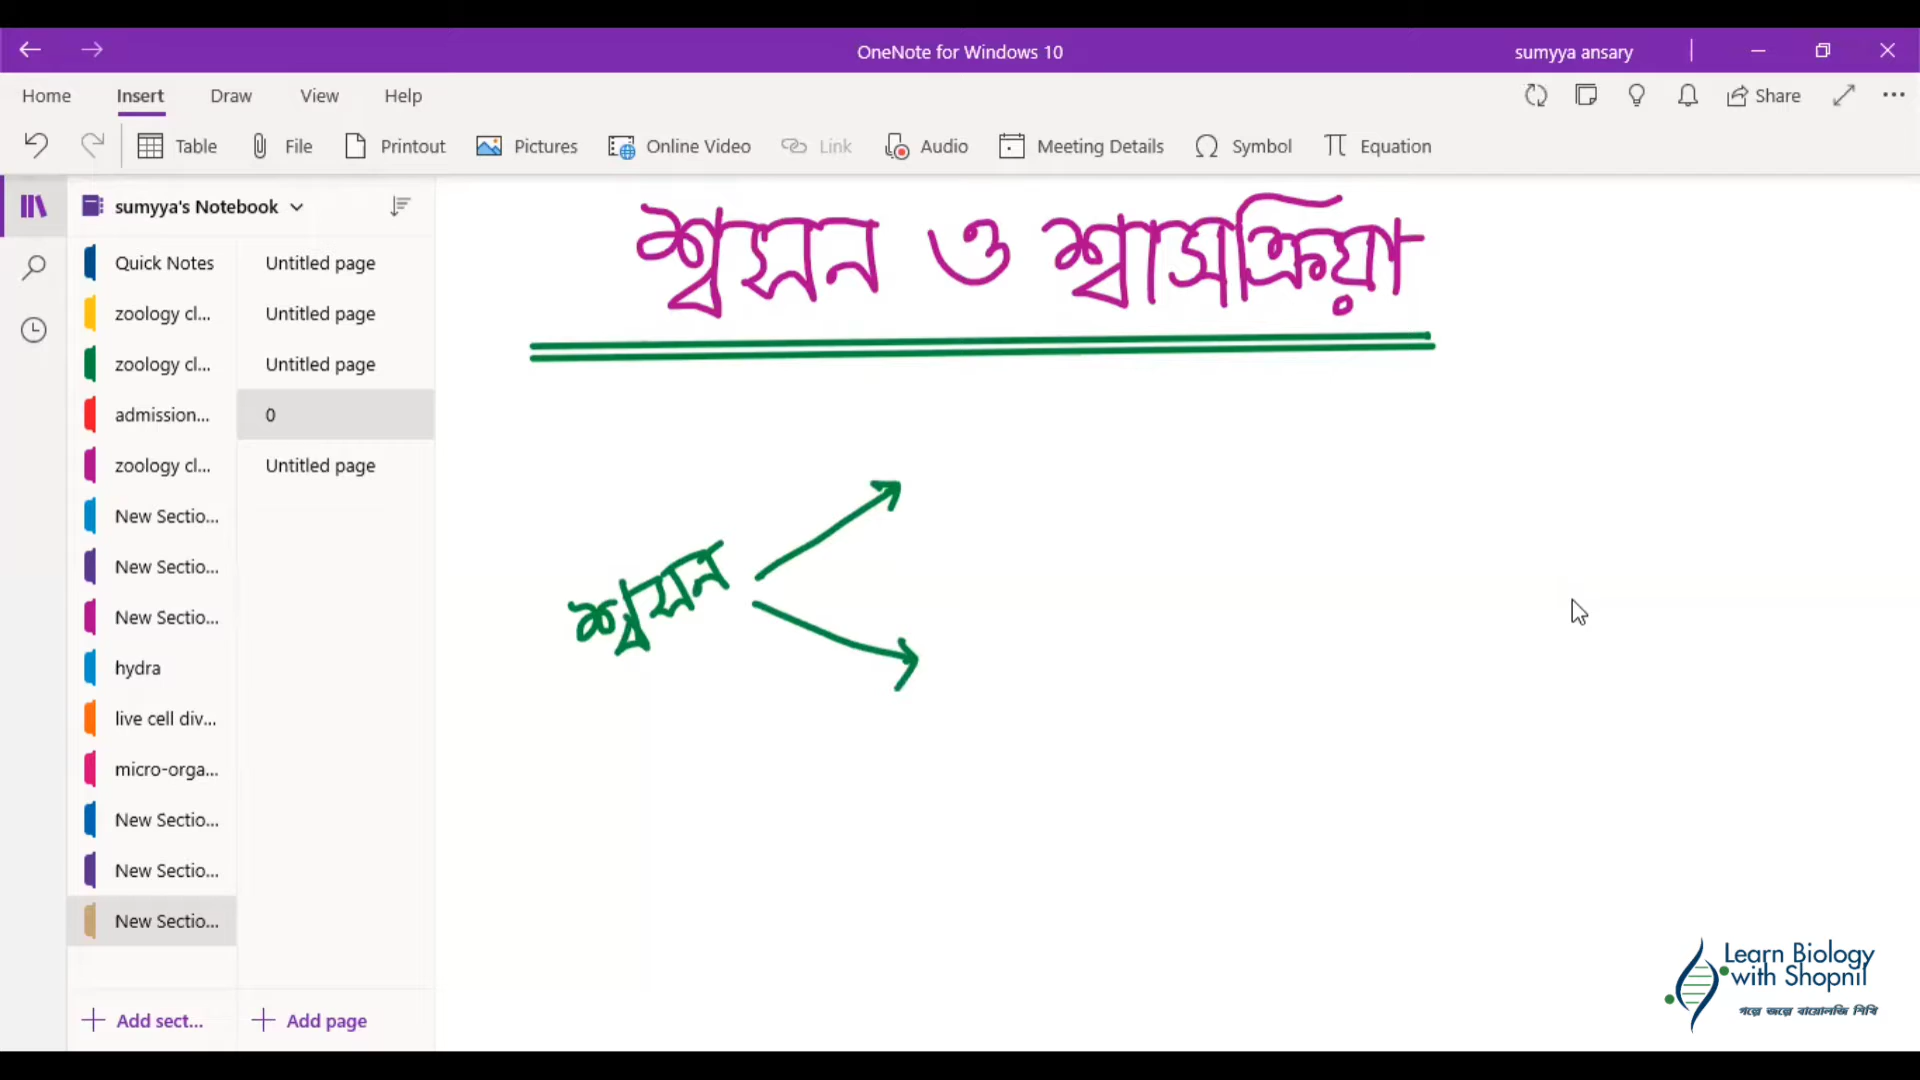 OneNote for Windows 10
sumyya ansary
Home Insert Draw View Help
Share
Table File Printout Pictures Online Video Link Audio Meeting Details Symbol Equation
sumyya's Notebook
Quick Notes
zoology cl...
zoology cl...
admission...
zoology cl...
New Sectio...
New Sectio...
New Sectio...
hydra
live cell div...
micro-orga...
New Sectio...
New Sectio...
New Sectio...
Add sect...
Untitled page
Untitled page
Untitled page
0
Untitled page
Add page
শ্বসন ও শ্বাসক্রিয়া
শ্বসন
Learn Biology
with Shopnil
গল্পে জল্পে বায়োলজি শিখি